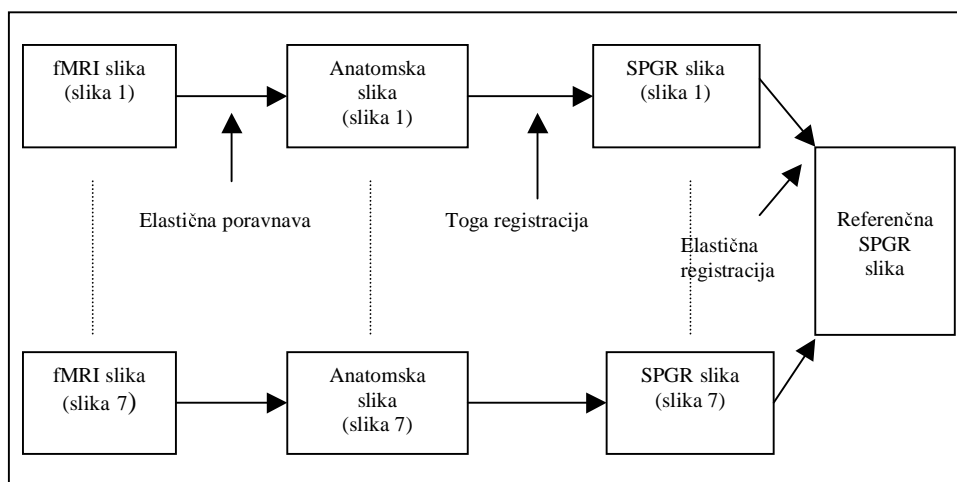 fMRI slika
(slika 1)
Anatomska
slika
(slika 1)
SPGR slika
(slika 1)
Elastična poravnava
Toga registracija
Elastična
registracija
Referenčna
SPGR
slika
fMRI slika
(slika 7)
Anatomska
slika
(slika 7)
SPGR slika
(slika 7)